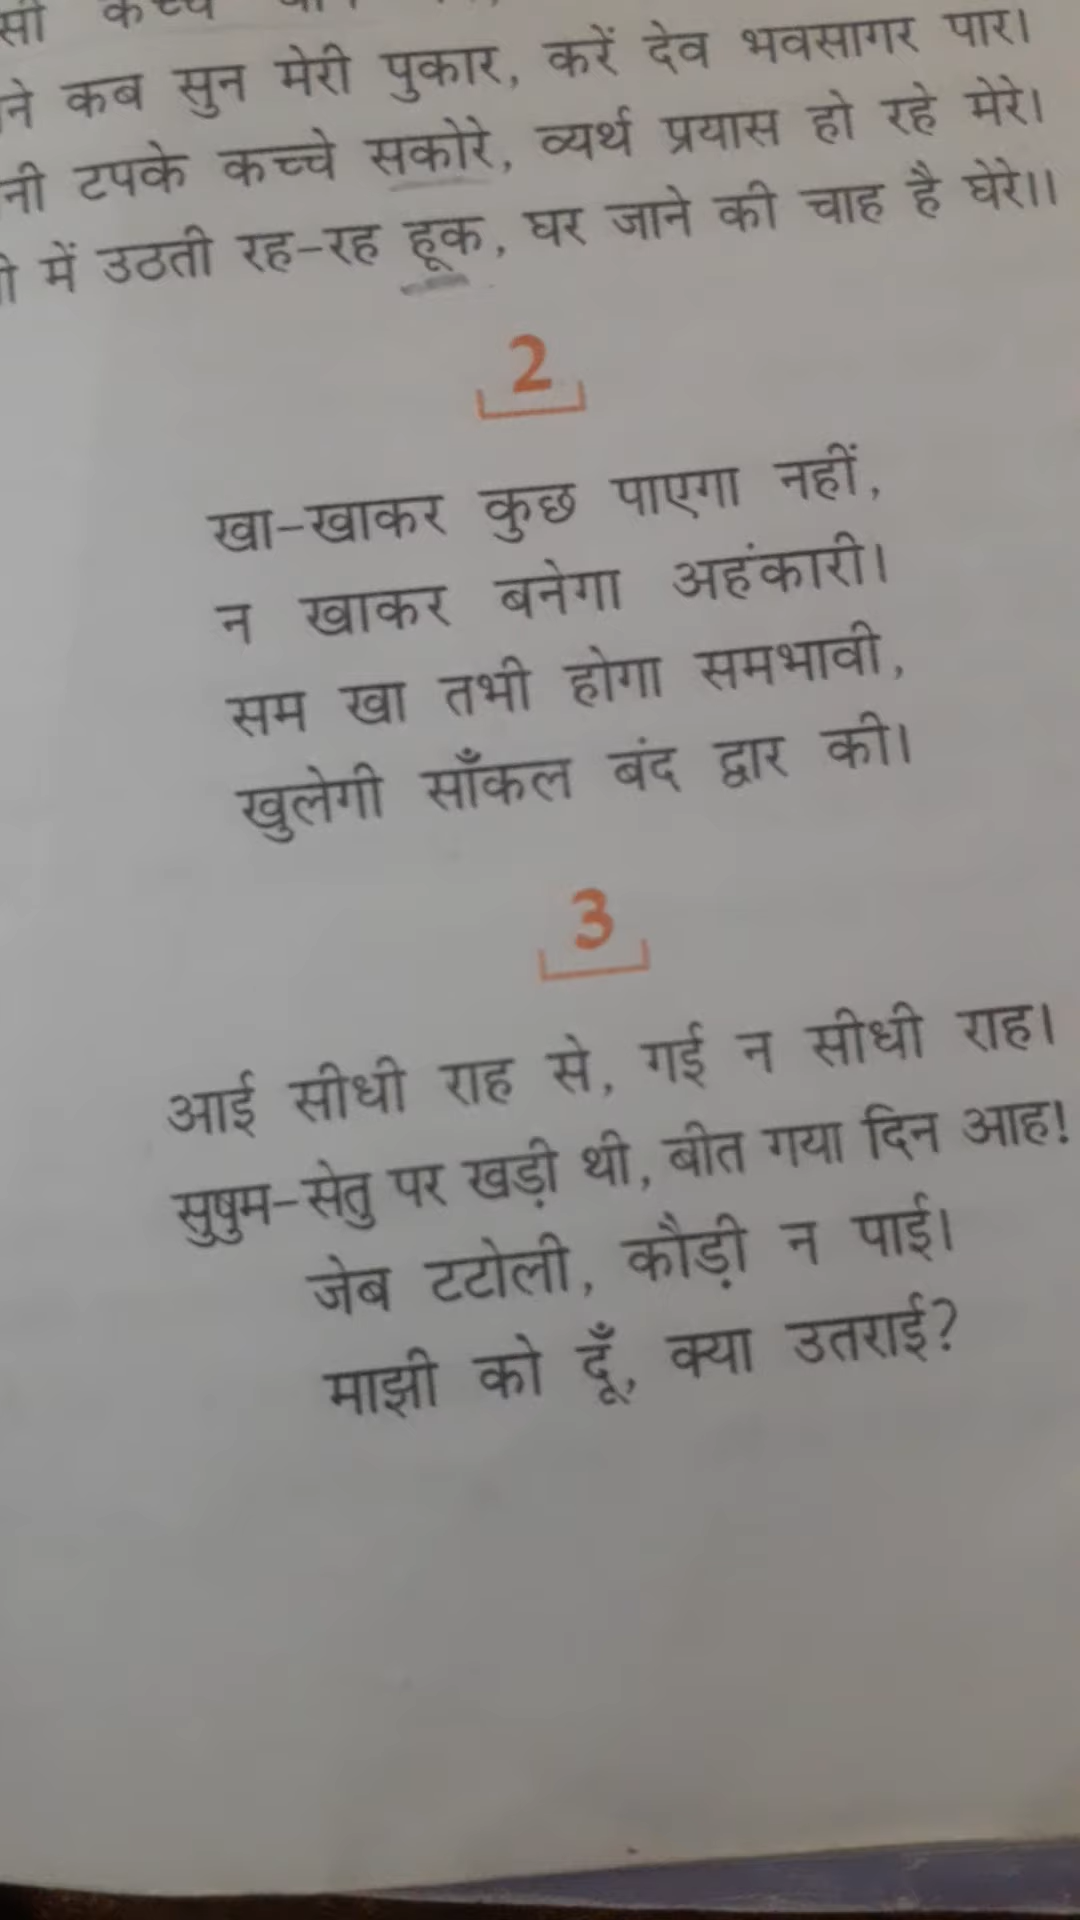 कब सुन मेरी पुकार, करें देव भवसागर पार।
टपके कच्चे सकोरे, व्यर्थ प्रयास हो रहे मेरे।
में उठती रह-रह हूक, घर जाने की चाह है घेरे।।
2
खा-खाकर कुछ पाएगा नहीं,
न खाकर बनेगा अहंकारी।
सम खा तभी होगा समभावी,
खुलेगी साँकल बंद द्वार की।
3
आई सीधी राह से, गई न सीधी राह।
सुषुम-सेतु पर खड़ी थी, बीत गया दिन आह!
जेब टटोली, कौड़ी न पाई।
माझी को दूँ, क्या उतराई?